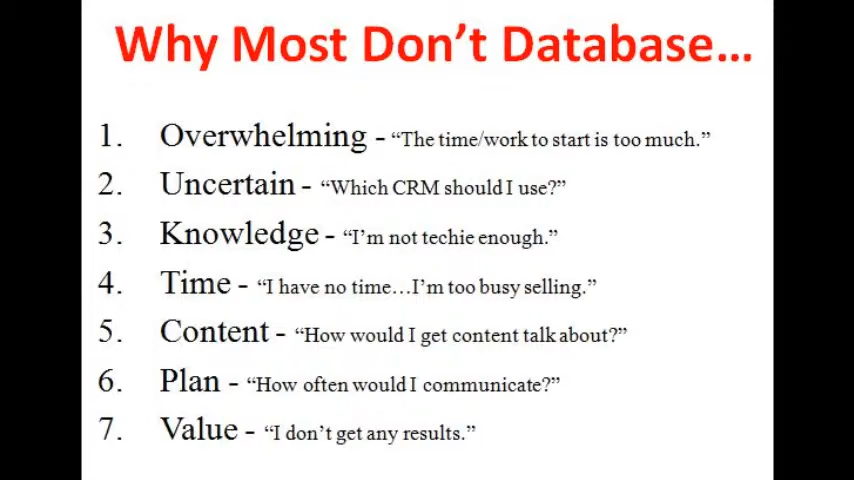 Why Most Don’t Database…
1. Overwhelming - “The time/work to start is too much.”
2. Uncertain - “Which CRM should I use?”
3. Knowledge - “I’m not techie enough.”
4. Time - “I have no time…I’m too busy selling.”
5. Content - “How would I get content talk about?”
6. Plan - “How often would I communicate?”
7. Value - “I don’t get any results.”